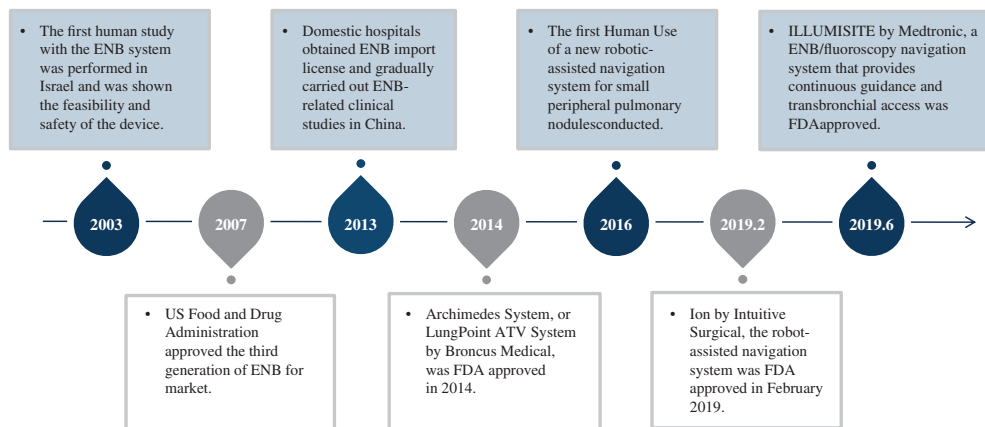 • The first human study
with the ENB system
was performed in
Israel and was shown
the feasibility and
safety of the device.
• Domestic hospitals
obtained ENB import
license and gradually
carried out ENB-
related clinical
studies in China.
• The first Human Use
of a new robotic-
assisted navigation
system for small
peripheral pulmonary
nodulesconducted.
• ILLUMISITE by Medtronic, a
ENB/fluoroscopy navigation
system that provides
continuous guidance and
transbronchial access was
FDAapproved.
2003
2007
2013
2014
2016
2019.2
2019.6
• US Food and Drug
Administration
approved the third
generation of ENB for
market.
• Archimedes System, or
LungPoint ATV System
by Broncus Medical,
was FDA approved
in 2014.
• Ion by Intuitive
Surgical, the robot-
assisted navigation
system was FDA
approved in February
2019.